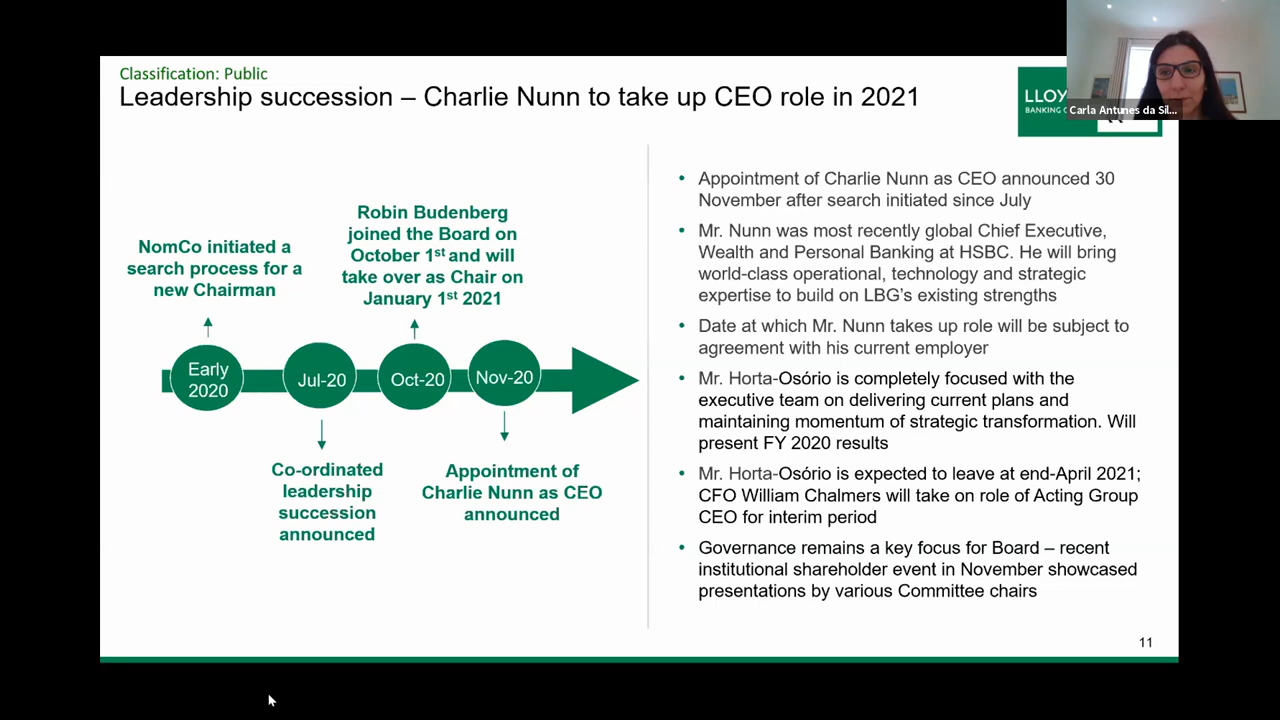 Classification: Public
Leadership succession – Charlie Nunn to take up CEO role in 2021
LLOY
BANKING G
Carla Antunes da Sil...
NomCo initiated a
search process for a
new Chairman
Robin Budenberg
joined the Board on
October 1st and will
take over as Chair on
January 1st 2021
Early
2020
Jul-20
Oct-20
Nov-20
Co-ordinated
leadership
succession
announced
Appointment of
Charlie Nunn as CEO
announced
• Appointment of Charlie Nunn as CEO announced 30
November after search initiated since July
• Mr. Nunn was most recently global Chief Executive,
Wealth and Personal Banking at HSBC. He will bring
world-class operational, technology and strategic
expertise to build on LBG’s existing strengths
• Date at which Mr. Nunn takes up role will be subject to
agreement with his current employer
• Mr. Horta-Osório is completely focused with the
executive team on delivering current plans and
maintaining momentum of strategic transformation. Will
present FY 2020 results
• Mr. Horta-Osório is expected to leave at end-April 2021;
CFO William Chalmers will take on role of Acting Group
CEO for interim period
• Governance remains a key focus for Board – recent
institutional shareholder event in November showcased
presentations by various Committee chairs
11